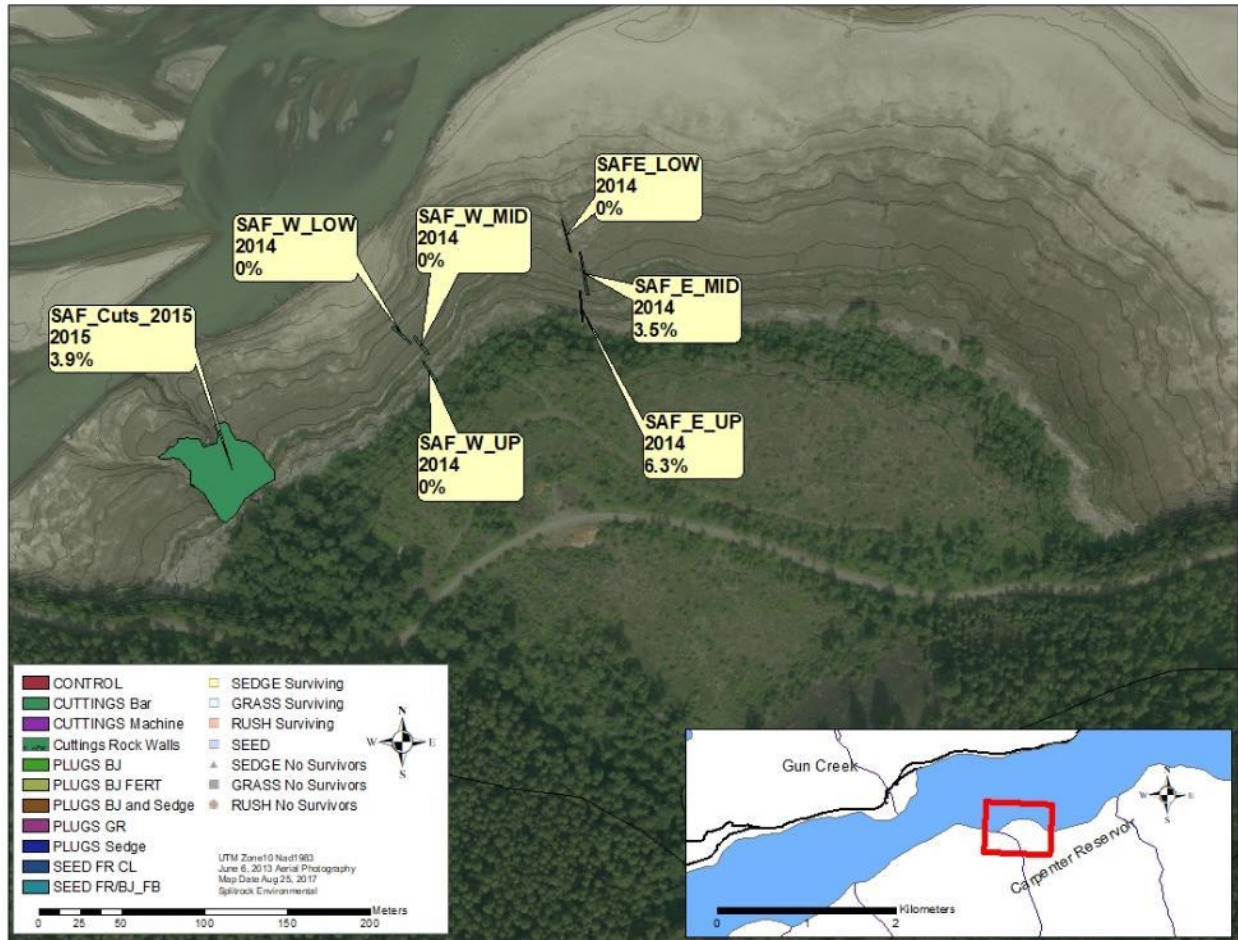 SAFE_LOW
2014
0%
SAF_W_LOW
2014
0%
SAF_W_MID
2014
0%
SAF_E_MID
2014
3.5%
SAF_Cuts_2015
2015
3.9%
SAF_W_UP
2014
0%
SAF_E_UP
2014
6.3%
CONTROL
CUTTINGS Bar
CUTTINGS Machine
Cuttings Rock Walls
PLUGS BJ
PLUGS BJ FERT
PLUGS BJ and Sedge
PLUGS GR
PLUGS Sedge
SEED FR CL
SEED FR/BJ_FB
SEDGE Surviving
GRASS Surviving
RUSH Surviving
SEED
SEDGE No Survivors
GRASS No Survivors
RUSH No Survivors
N
W E
S
UTM Zone10 Nad1983
June 6, 2013 Aerial Photography
Map Date Aug 25, 2017
Splitrock Environmental
Meters
0 25 50 100 150 200
Gun Creek
N
W E
S
Carpenter Reservoir
Kilometers
0 1 2